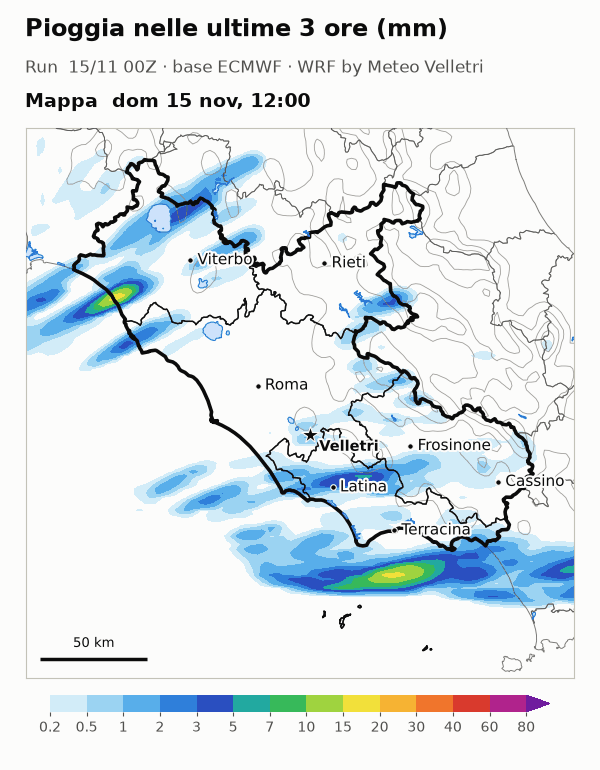 Pioggia nelle ultime 3 ore (mm)
Run  15/11 00Z · base ECMWF · WRF by Meteo Velletri
Mappa  dom 15 nov, 12:00
Viterbo
Rieti
Roma
Velletri
Frosinone
Latina
Cassino
Terracina
50 km
0.2 0.5 1 2 3 5 7 10 15 20 30 40 60 80